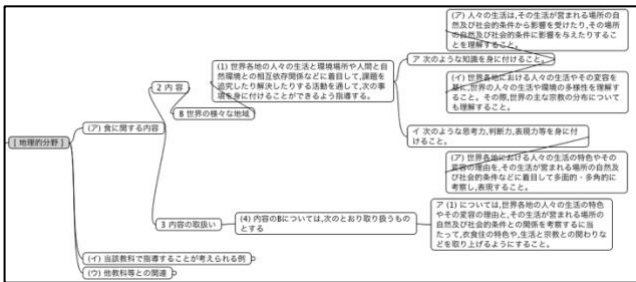 [ 地理的分野 ]
(ア) 食に関する内容
2 内 容
(1) 世界各地の人々の生活と環境場所や人間と
自然環境との相互依存関係などに着目して,課題
を追究したり解決したりする活動を通して,次の事
項を身に付けることができるよう指導する。
B 世界の様々な地域
ア 次のような知識を身に付けること。
(ア) 人々の生活は,その生活が営まれる場所の
自然及び社会的条件から影響を受けたり,その場
所の自然及び社会的条件に影響を与えたりするこ
とを理解すること。
(イ) 世界各地における人々の生活やその変容を
基に,世界の人々の生活や環境の多様性を理解す
ること。その際,世界の主な宗教の分布について
も理解すること。
イ 次のような思考力,判断力,表現力等を身に付
けること。
(ア) 世界各地における人々の生活の特色やその
変容の理由を,その生活が営まれる場所の自然
及び社会的条件などに着目して多面的・多角的に
考察し,表現すること。
3 内容の取扱い
(4) 内容のBについては,次のとおり取り扱うもの
とする
ア (1) については,世界各地の人々の生活の特色
やその変容の理由と,その生活が営まれる場所の
自然及び社会的条件との関係を考察するに当
たって,衣食住の特色や,生活と宗教との関わりな
どを取り上げるようにすること。
(イ) 当該教科で指導することが考えられる例
(ウ) 他教科等との関連